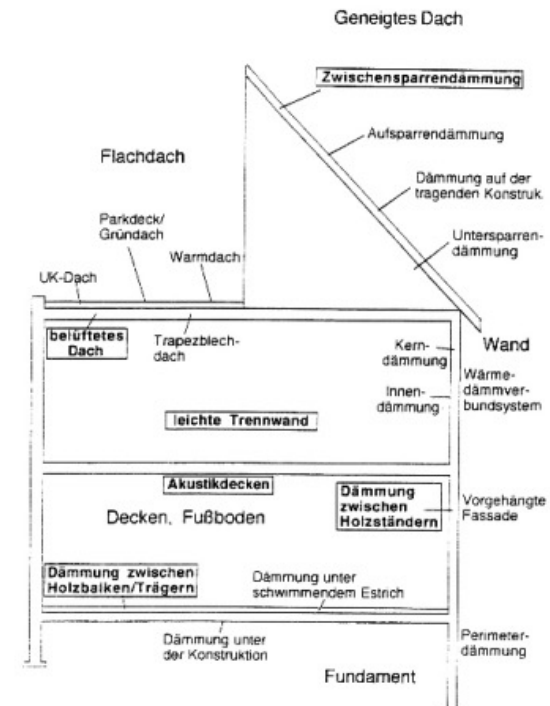 Geneigtes Dach
Zwischensparrendämmung
Aufsparrendämmung
Flachdach
Dämmung auf der
tragenden Konstruk.
Parkdeck/
Gründach
Untersparren-
dämmung
Warmdach
UK-Dach
belüftetes
Dach
Trapezblech-
dach
Kern-
dämmung
Wand
Wärme-
dämmver-
bundsystem
Innen-
dämmung
leichte Trennwand
Akustikdecken
Dämmung
zwischen
Holzständern
Vorgehängte
Fassade
Decken, Fußboden
Dämmung zwischen
Holzbalken/Trägern
Dämmung unter
schwimmendem Estrich
Dämmung unter
der Konstruktion
Perimeter-
dämmung
Fundament